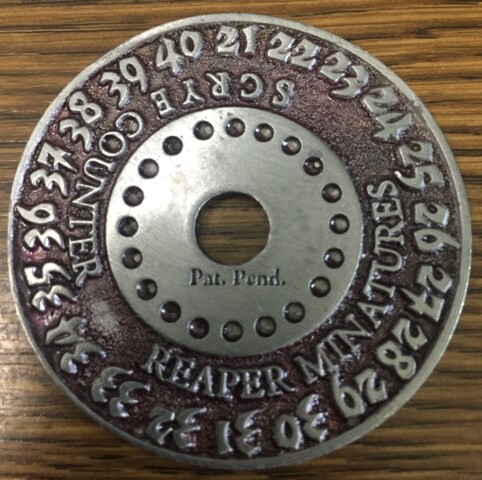 21 22 23 24 25 26 27 28 29 30 31 32 33 34 35 36 37 38 39 40
SCRYE COUNTER
REAPER MINATURES
Pat. Pend.